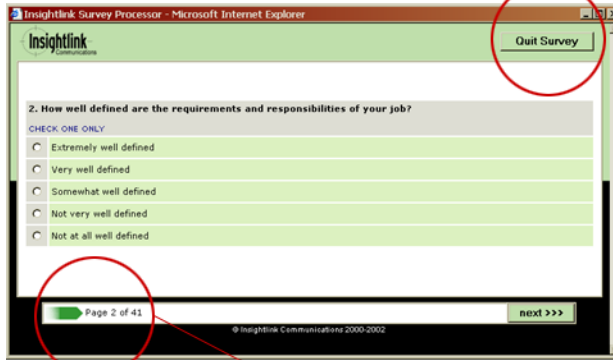 Insightlink Survey Processor - Microsoft Internet Explorer
Insightlink
Communications
Quit Survey
2. How well defined are the requirements and responsibilities of your job?
CHECK ONE ONLY
Extremely well defined
Very well defined
Somewhat well defined
Not very well defined
Not at all well defined
Page 2 of 41
next >>>
© Insightlink Communications 2000-2002